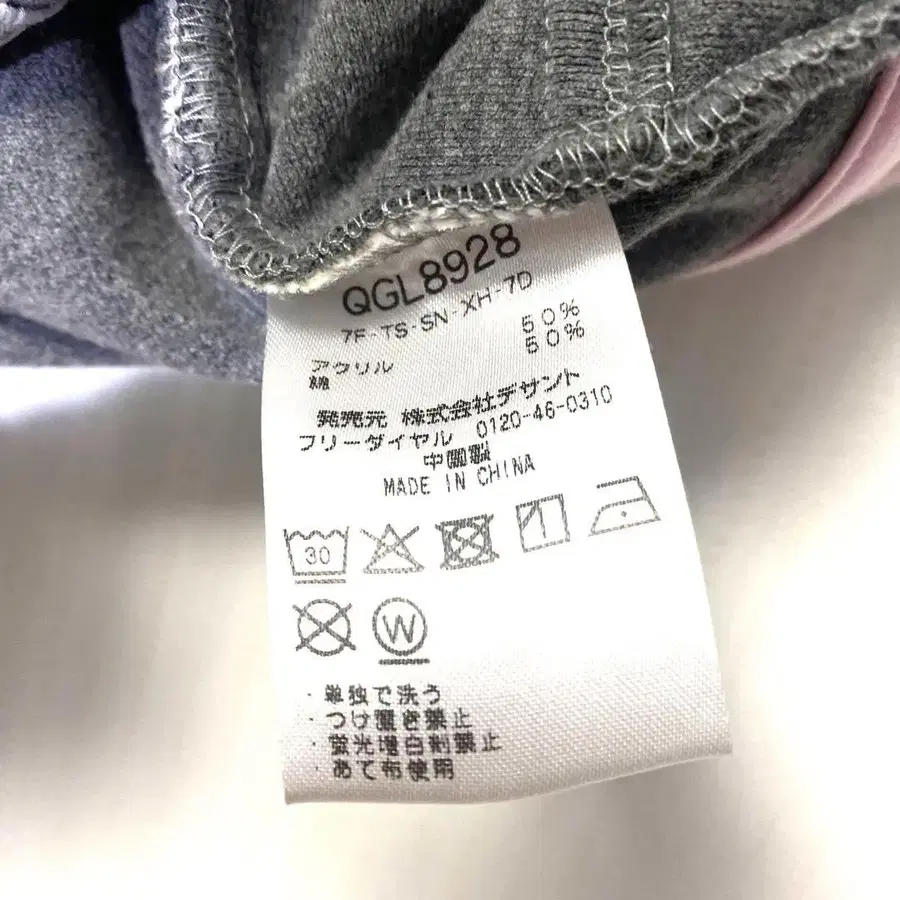 QGL8928
7F-TS-SN-XH-7D
アクリル 50%
綿 50%
発売元 株式会社デサント
フリーダイヤル 0120-46-0310
中国製
MADE IN CHINA
30
W
・単独で洗う
・つけ置き禁止
・蛍光増白剤禁止
・あて布使用